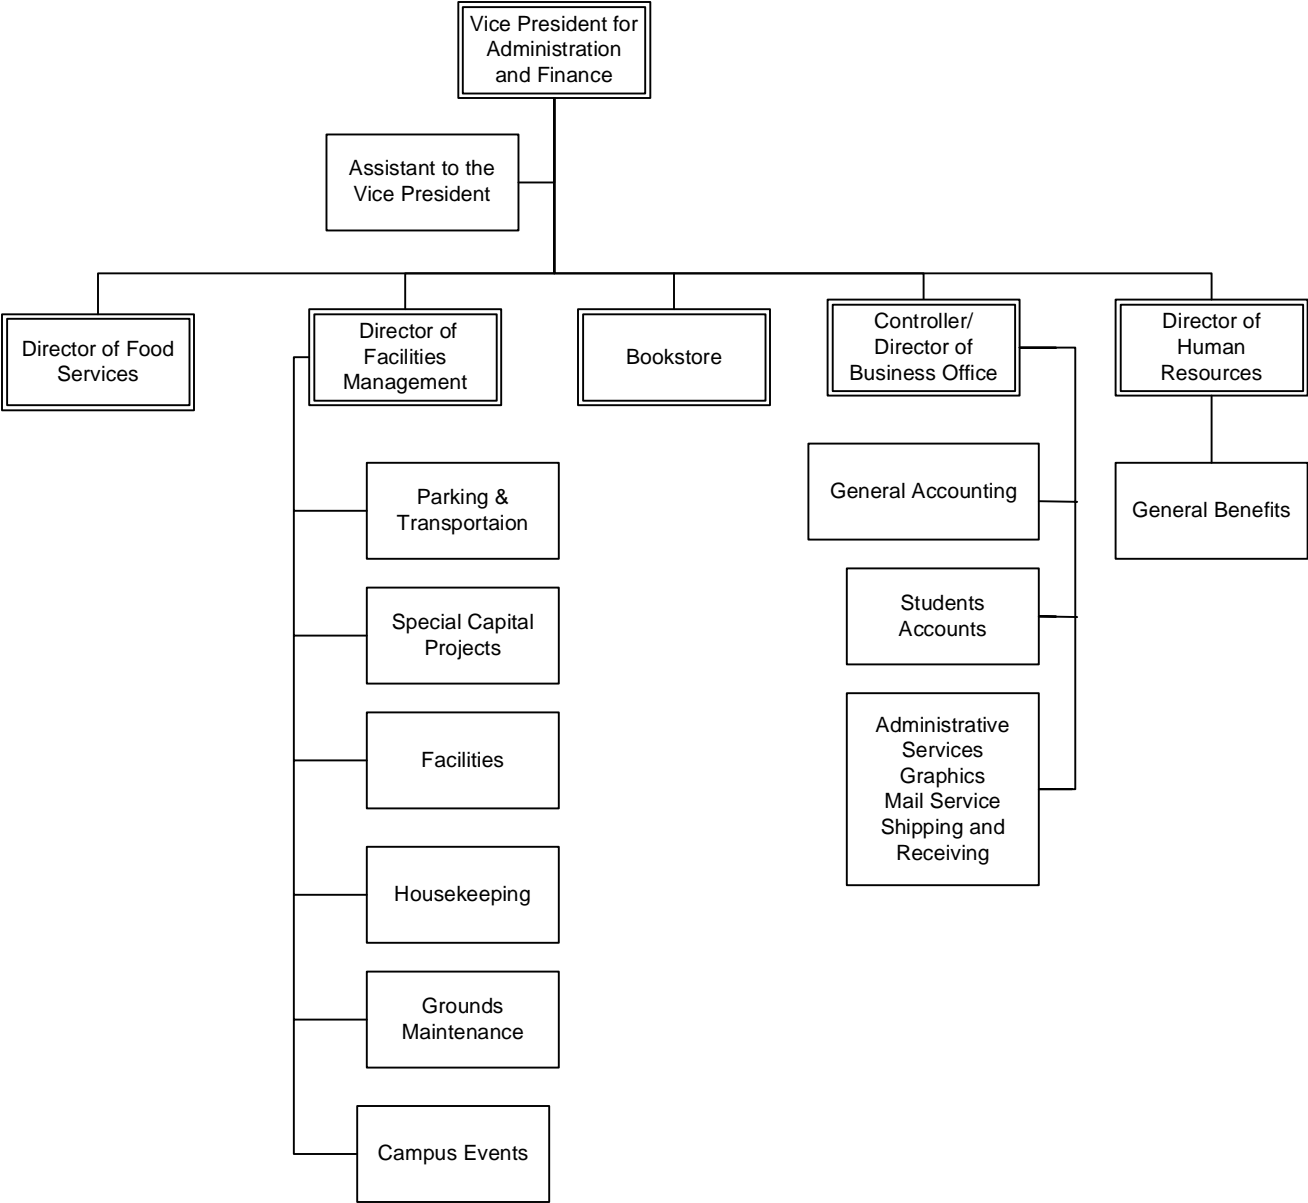 Vice President for
Administration
and Finance
Assistant to the
Vice President
Director of Food
Services
Director of
Facilities
Management
Bookstore
Controller/
Director of
Business Office
Director of
Human
Resources
Parking &
Transportaion
Special Capital
Projects
Facilities
Housekeeping
Grounds
Maintenance
Campus Events
General Accounting
Students
Accounts
Administrative
Services
Graphics
Mail Service
Shipping and
Receiving
General Benefits